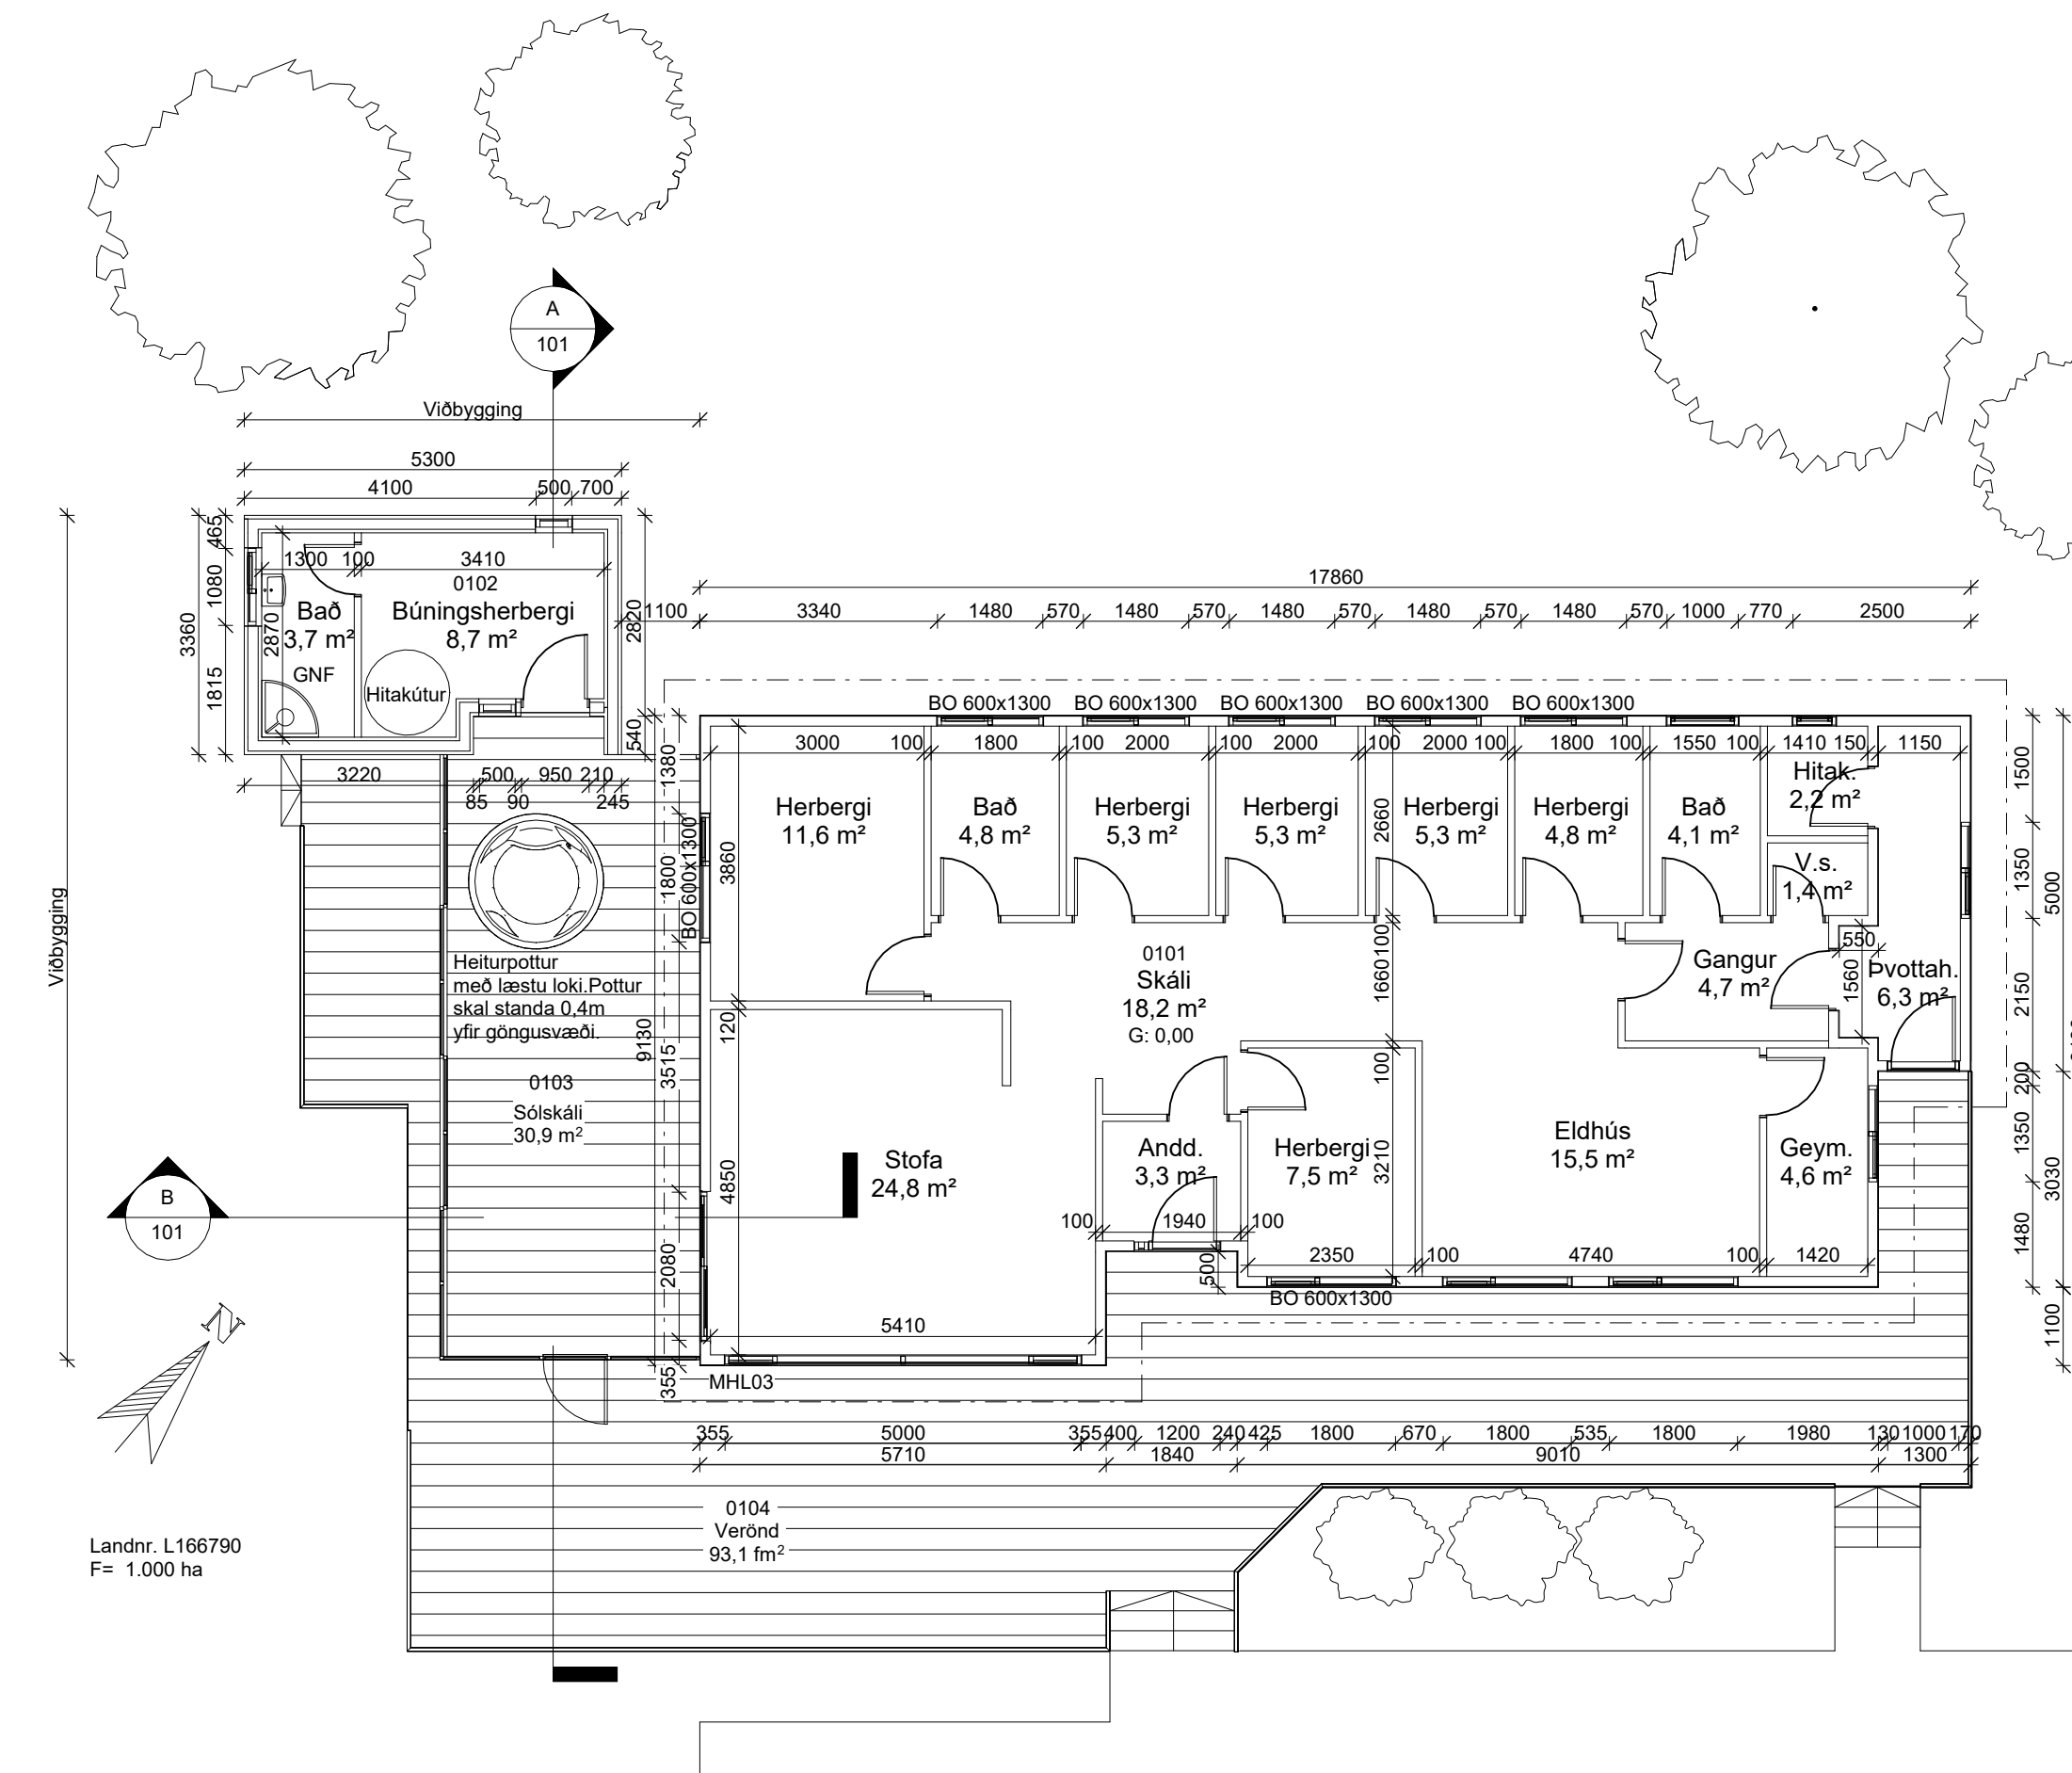 A
101
Viðbygging
5300
4100 500 700
465
1080
1815
3360
2870
1300 100 3410
0102
Bað
3,7 m²
Búningsherbergi
8,7 m²
GNF
Hitakútur
2820
540
1100
17860
3340 1480 570 1480 570 1480 570 1480 570 1480 570 1000 770 2500
BO 600x1300 BO 600x1300 BO 600x1300 BO 600x1300 BO 600x1300
3000 100 1800 100 2000 100 2000 100 2000 100 1800 100 1550 100 1410 150 1150
3220 500 950 210
85 90 245
Viðbygging
Herbergi
11,6 m²
Bað
4,8 m²
Herbergi
5,3 m²
Herbergi
5,3 m²
Herbergi
5,3 m²
Herbergi
4,8 m²
Bað
4,1 m²
Hitak.
2,2 m²
V.s.
1,4 m²
1380
1800
BO 600x1300
3860
2660
100
1660
100
3210
1500
1350
2150
200
1350
1480
5000
3030
1100
Heiturpottur
með læstu loki.Pottur
skal standa 0,4m
yfir göngusvæði.
9130
3515
120
4850
2080
355
0101
Skáli
18,2 m²
G: 0,00
Gangur
4,7 m²
550
1560
Þvottah.
6,3 m²
0103
Sólskáli
30,9 m²
Stofa
24,8 m²
Andd.
3,3 m²
Herbergi
7,5 m²
Eldhús
15,5 m²
Geym.
4,6 m²
B
101
100 1940 100
500
2350 100 4740 100 1420
BO 600x1300
5410
MHL03
N
355 5000 355 400 1200 240 425 1800 670 1800 535 1800 1980 130 1000 170
5710 1840 9010 1300
0104
Verönd
93,1 fm²
Landnr. L166790
F= 1.000 ha